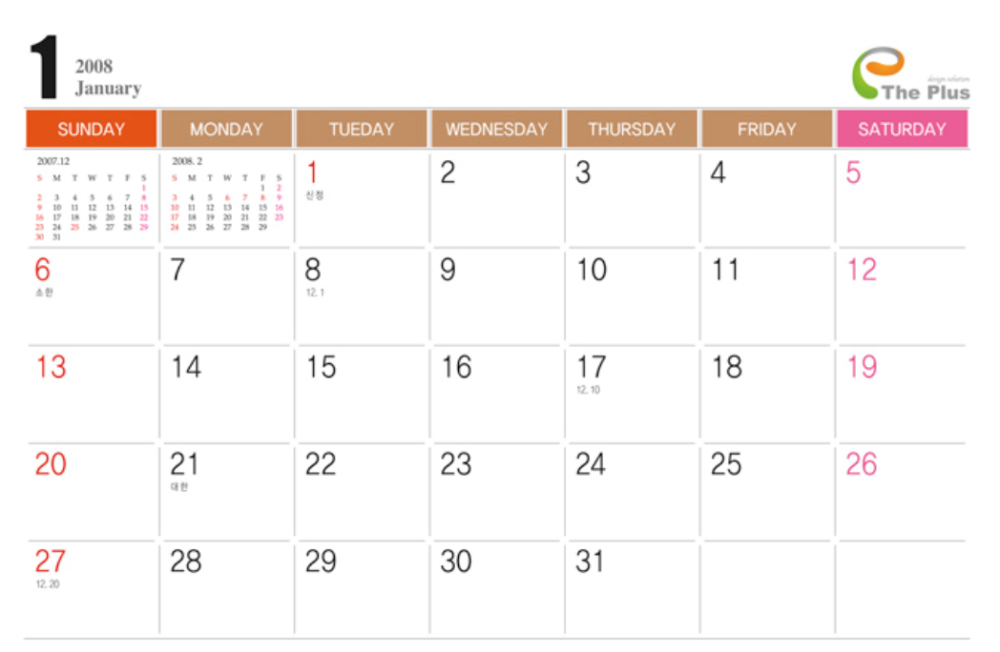 1
2008
January
design solution
The Plus
SUNDAY MONDAY TUEDAY WEDNESDAY THURSDAY FRIDAY SATURDAY
2007.12
S M T W T F S
1
2 3 4 5 6 7 8
9 10 11 12 13 14 15
16 17 18 19 20 21 22
23 24 25 26 27 28 29
30 31
2008. 2
S M T W T F S
1 2
3 4 5 6 7 8 9
10 11 12 13 14 15 16
17 18 19 20 21 22 23
24 25 26 27 28 29
1 2 3 4 5
신정
6 7 8 9 10 11 12
소한 12. 1
13 14 15 16 17 18 19
12. 10
20 21 22 23 24 25 26
대한
27 28 29 30 31
12. 20